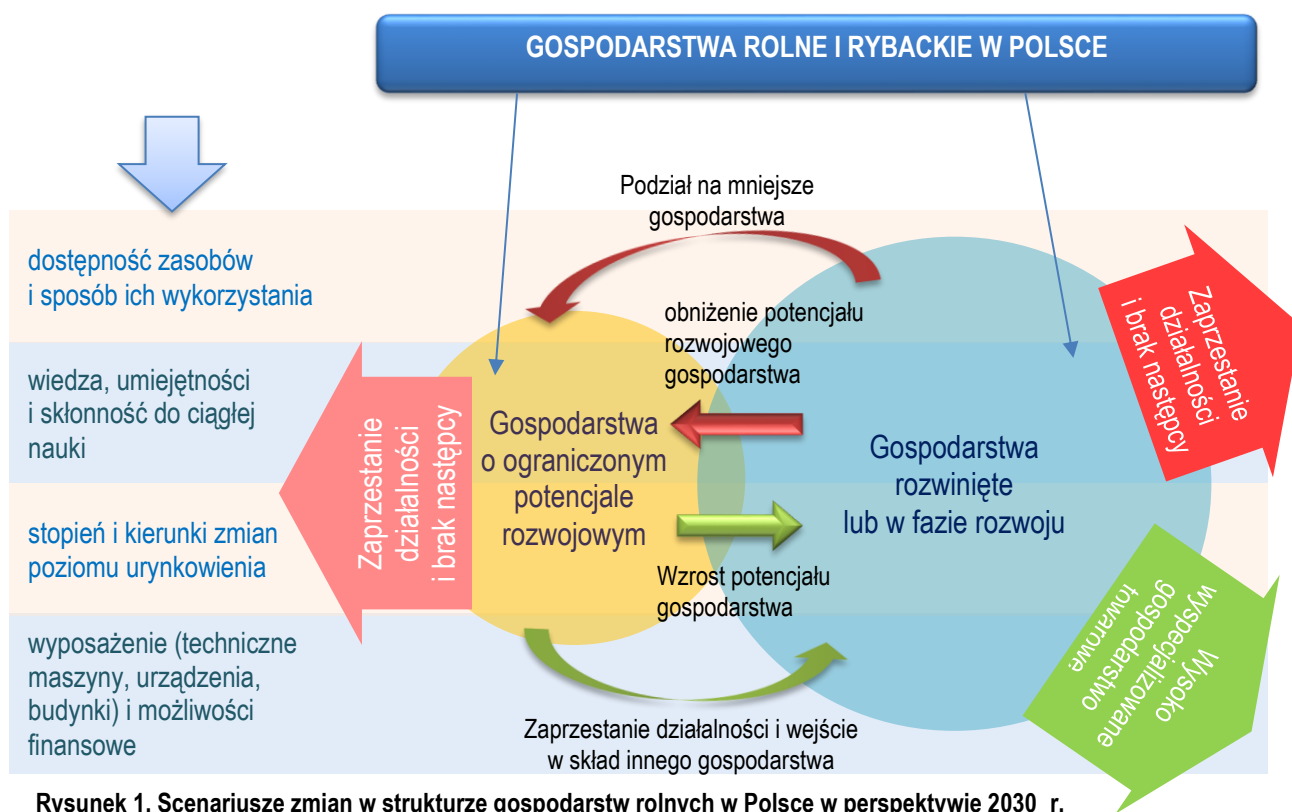 GOSPODARSTWA ROLNE I RYBACKIE W POLSCE
Podział na mniejsze
gospodarstwa
dostępność zasobów
i sposób ich wykorzystania
wiedza, umiejętności
i skłonność do ciągłej
nauki
stopień i kierunki zmian
poziomu urynkowienia
wyposażenie (techniczne
maszyny, urządzenia,
budynki) i możliwości
finansowe
Zaprzestanie
działalności
i brak następcy
Gospodarstwa
o ograniczonym
potencjale
rozwojowym
obniżenie potencjału
rozwojowego
gospodarstwa
Wzrost potencjału
gospodarstwa
Gospodarstwa
rozwinięte
lub w fazie rozwoju
Zaprzestanie
działalności
i brak następcy
Wysoko
wyspecjalizowane
gospodarstwo
towarowe
Zaprzestanie działalności i wejście
w skład innego gospodarstwa
Rysunek 1. Scenariusze zmian w strukturze gospodarstw rolnych w Polsce w perspektywie 2030 r.